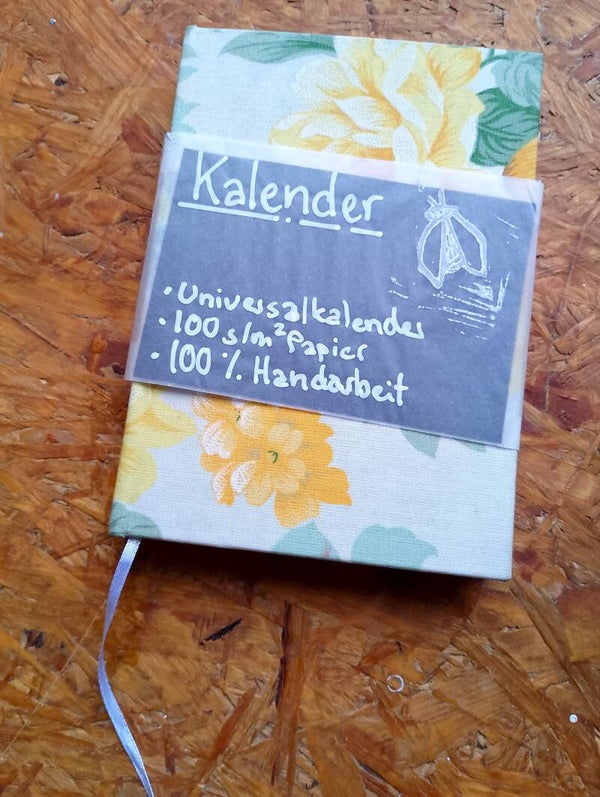 Kalender
• Universalkalender
• 100 g/m² Papier
• 100 % Handarbeit